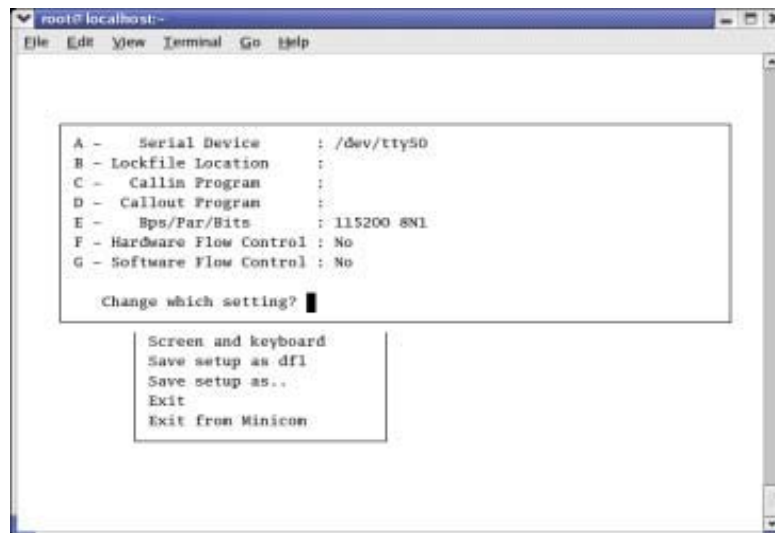 root@localhost:~
File Edit View Terminal Go Help
A - Serial Device : /dev/ttyS0
B - Lockfile Location :
C - Callin Program :
D - Callout Program :
E - Bps/Par/Bits : 115200 8N1
F - Hardware Flow Control : No
G - Software Flow Control : No
Change which setting?
Screen and keyboard
Save setup as dfl
Save setup as..
Exit
Exit from Minicom